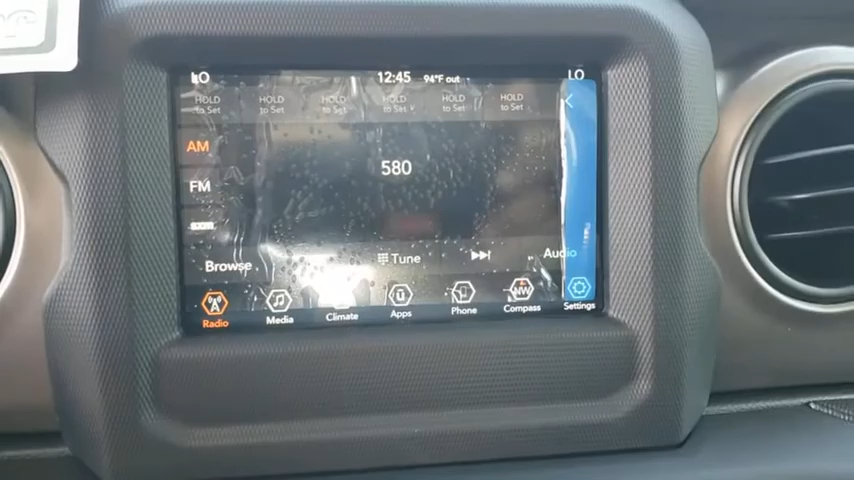 LO 12:45 94°F out LO
HOLD to Set HOLD to Set HOLD to Set HOLD to Set HOLD to Set HOLD to Set
AM
580
FM
Browse Tune Audio
Radio Media Climate Apps Phone NW Compass Settings